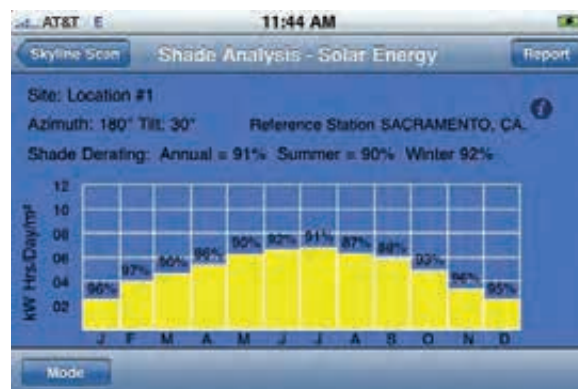 AT&T E 11:44 AM
Skyline Scan Shade Analysis - Solar Energy Report
Site: Location #1
Azimuth: 180° Tilt: 30° Reference Station SACRAMENTO, CA.
Shade Derating: Annual = 91% Summer = 90% Winter 92%
kW Hrs/Day/m²
12
10
08
06
04
02
96% 97% 90% 86% 90% 92% 91% 87% 93% 96% 95%
J F M A M J J A S O N D
Mode